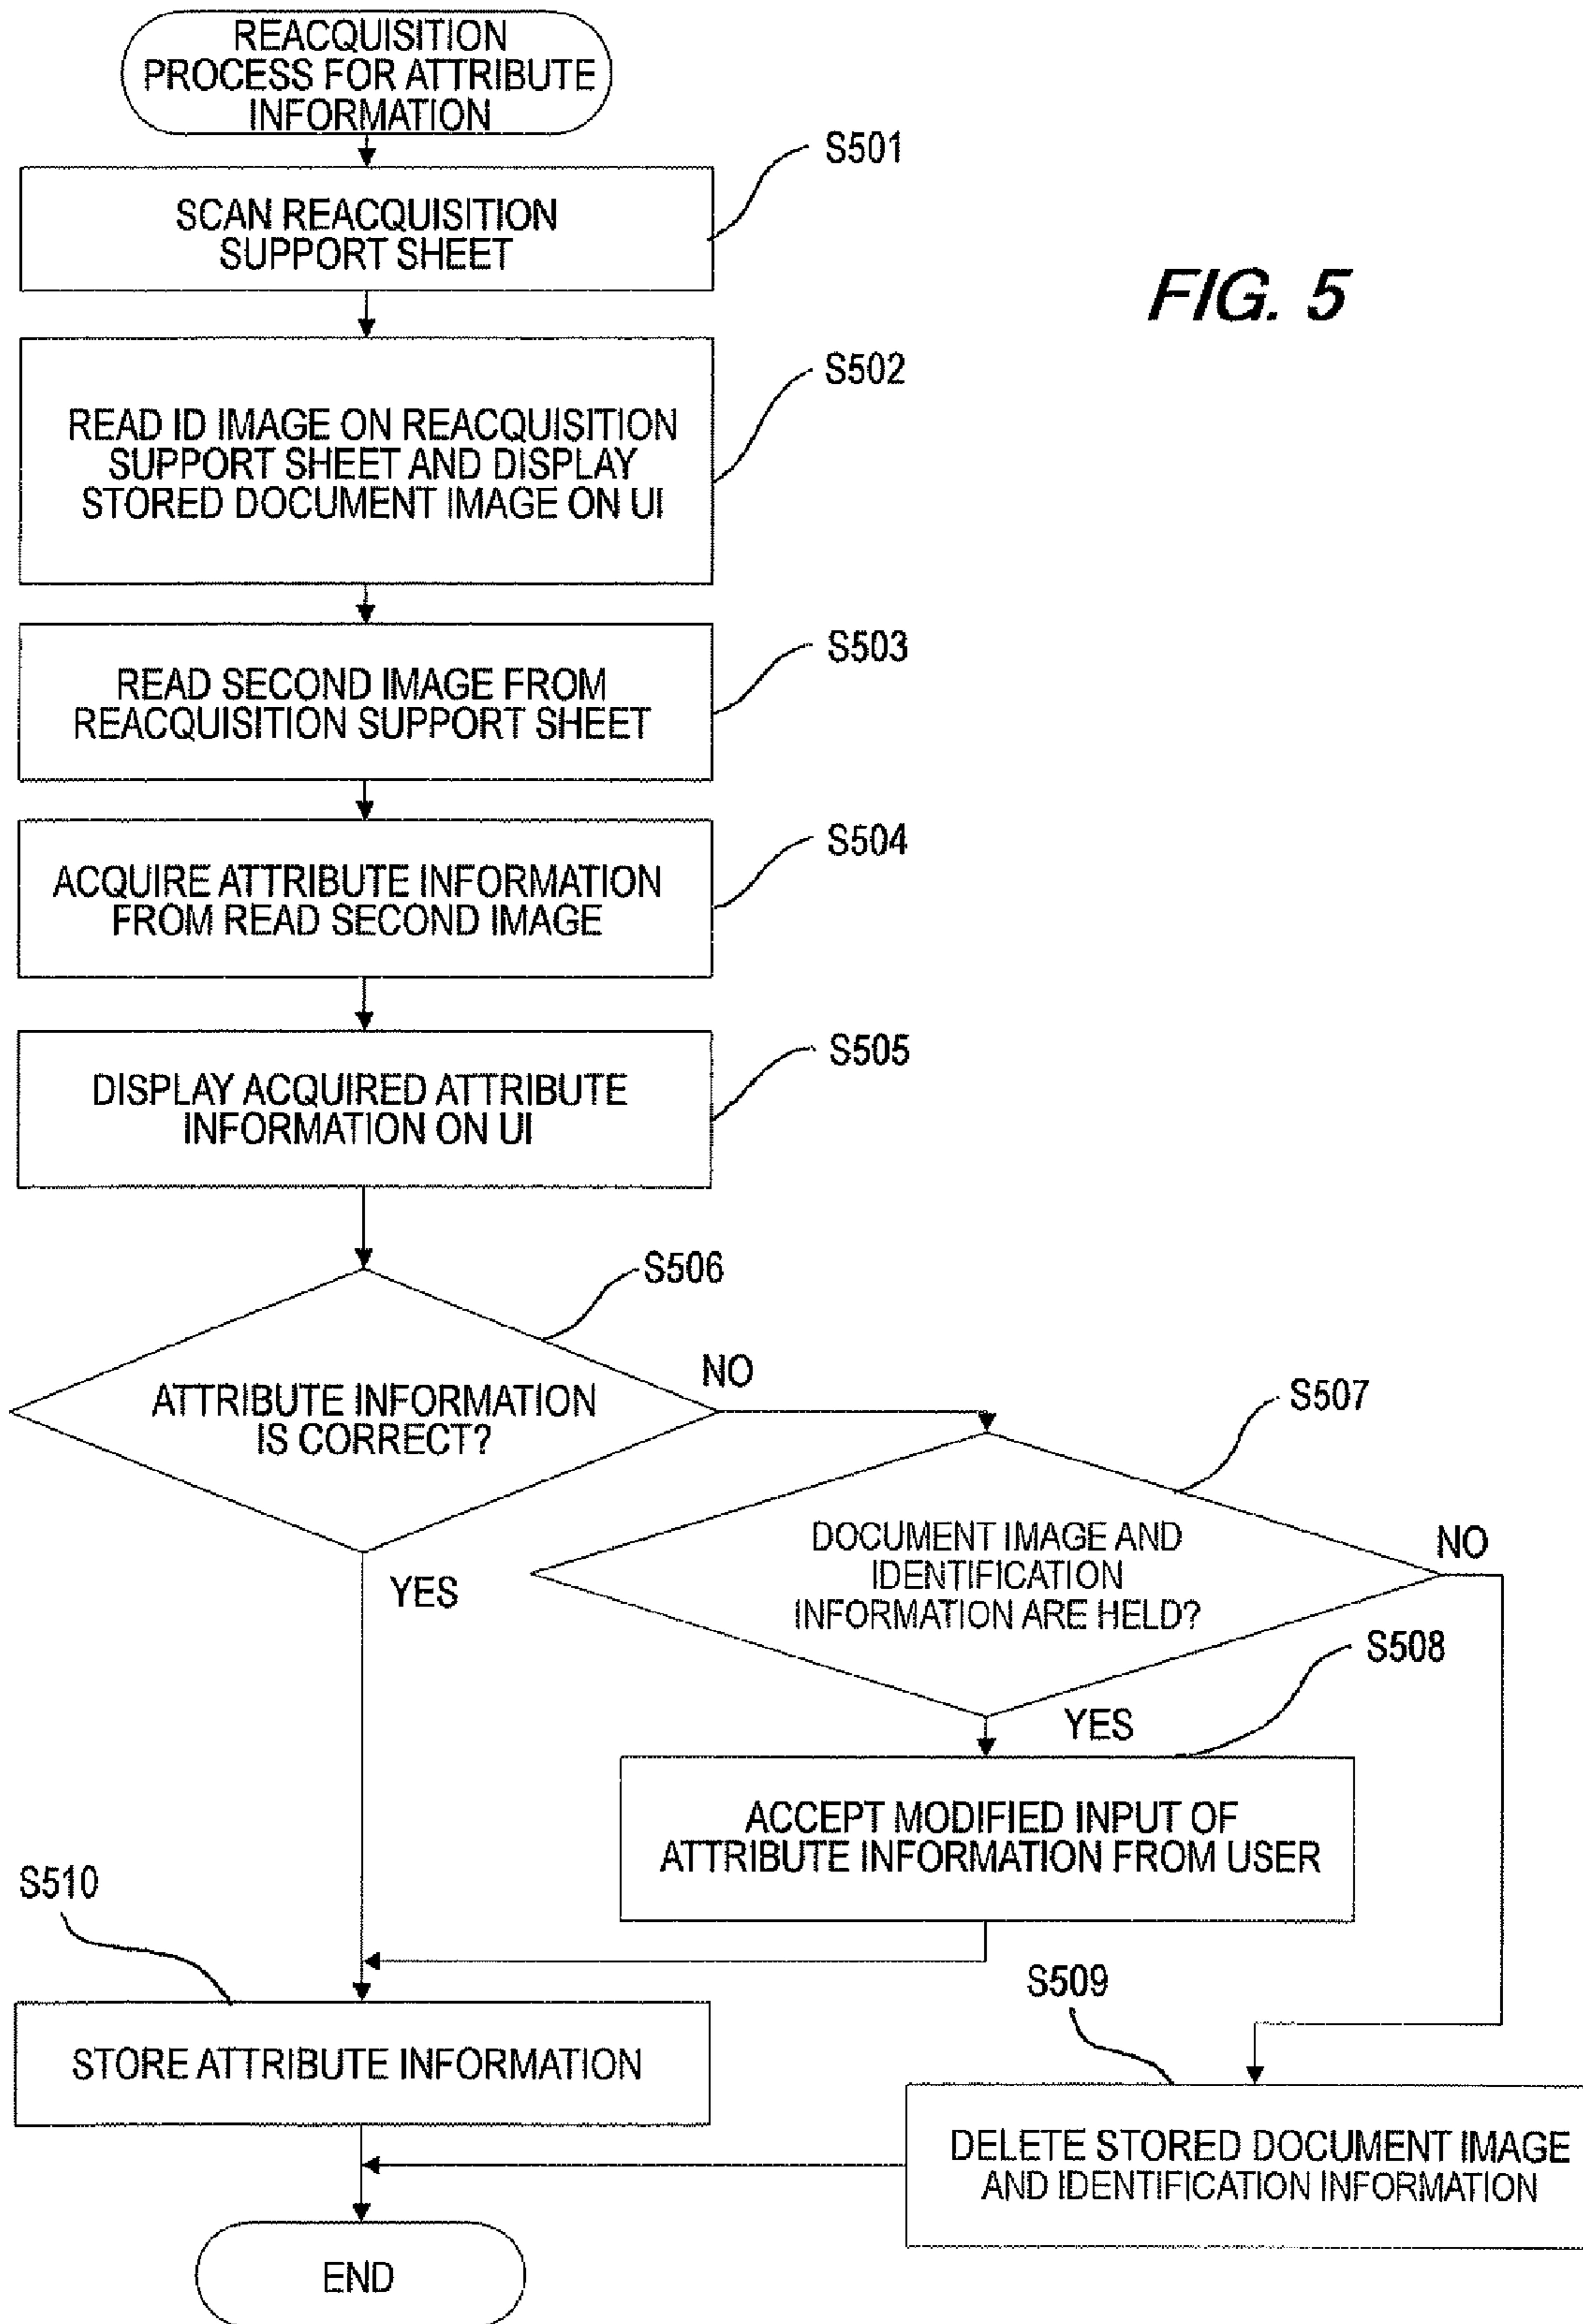 REACQUISITION
PROCESS FOR ATTRIBUTE
INFORMATION
S501
SCAN REACQUISITION
SUPPORT SHEET
FIG. 5
S502
READ ID IMAGE ON REACQUISITION
SUPPORT SHEET AND DISPLAY
STORED DOCUMENT IMAGE ON UI
S503
READ SECOND IMAGE FROM
REACQUISITION SUPPORT SHEET
S504
ACQUIRE ATTRIBUTE INFORMATION
FROM READ SECOND IMAGE
S505
DISPLAY ACQUIRED ATTRIBUTE
INFORMATION ON UI
S506
ATTRIBUTE INFORMATION
IS CORRECT?
NO
YES
S507
DOCUMENT IMAGE AND
IDENTIFICATION
INFORMATION ARE HELD?
NO
YES
S508
ACCEPT MODIFIED INPUT OF
ATTRIBUTE INFORMATION FROM USER
S510
STORE ATTRIBUTE INFORMATION
S509
DELETE STORED DOCUMENT IMAGE
AND IDENTIFICATION INFORMATION
END